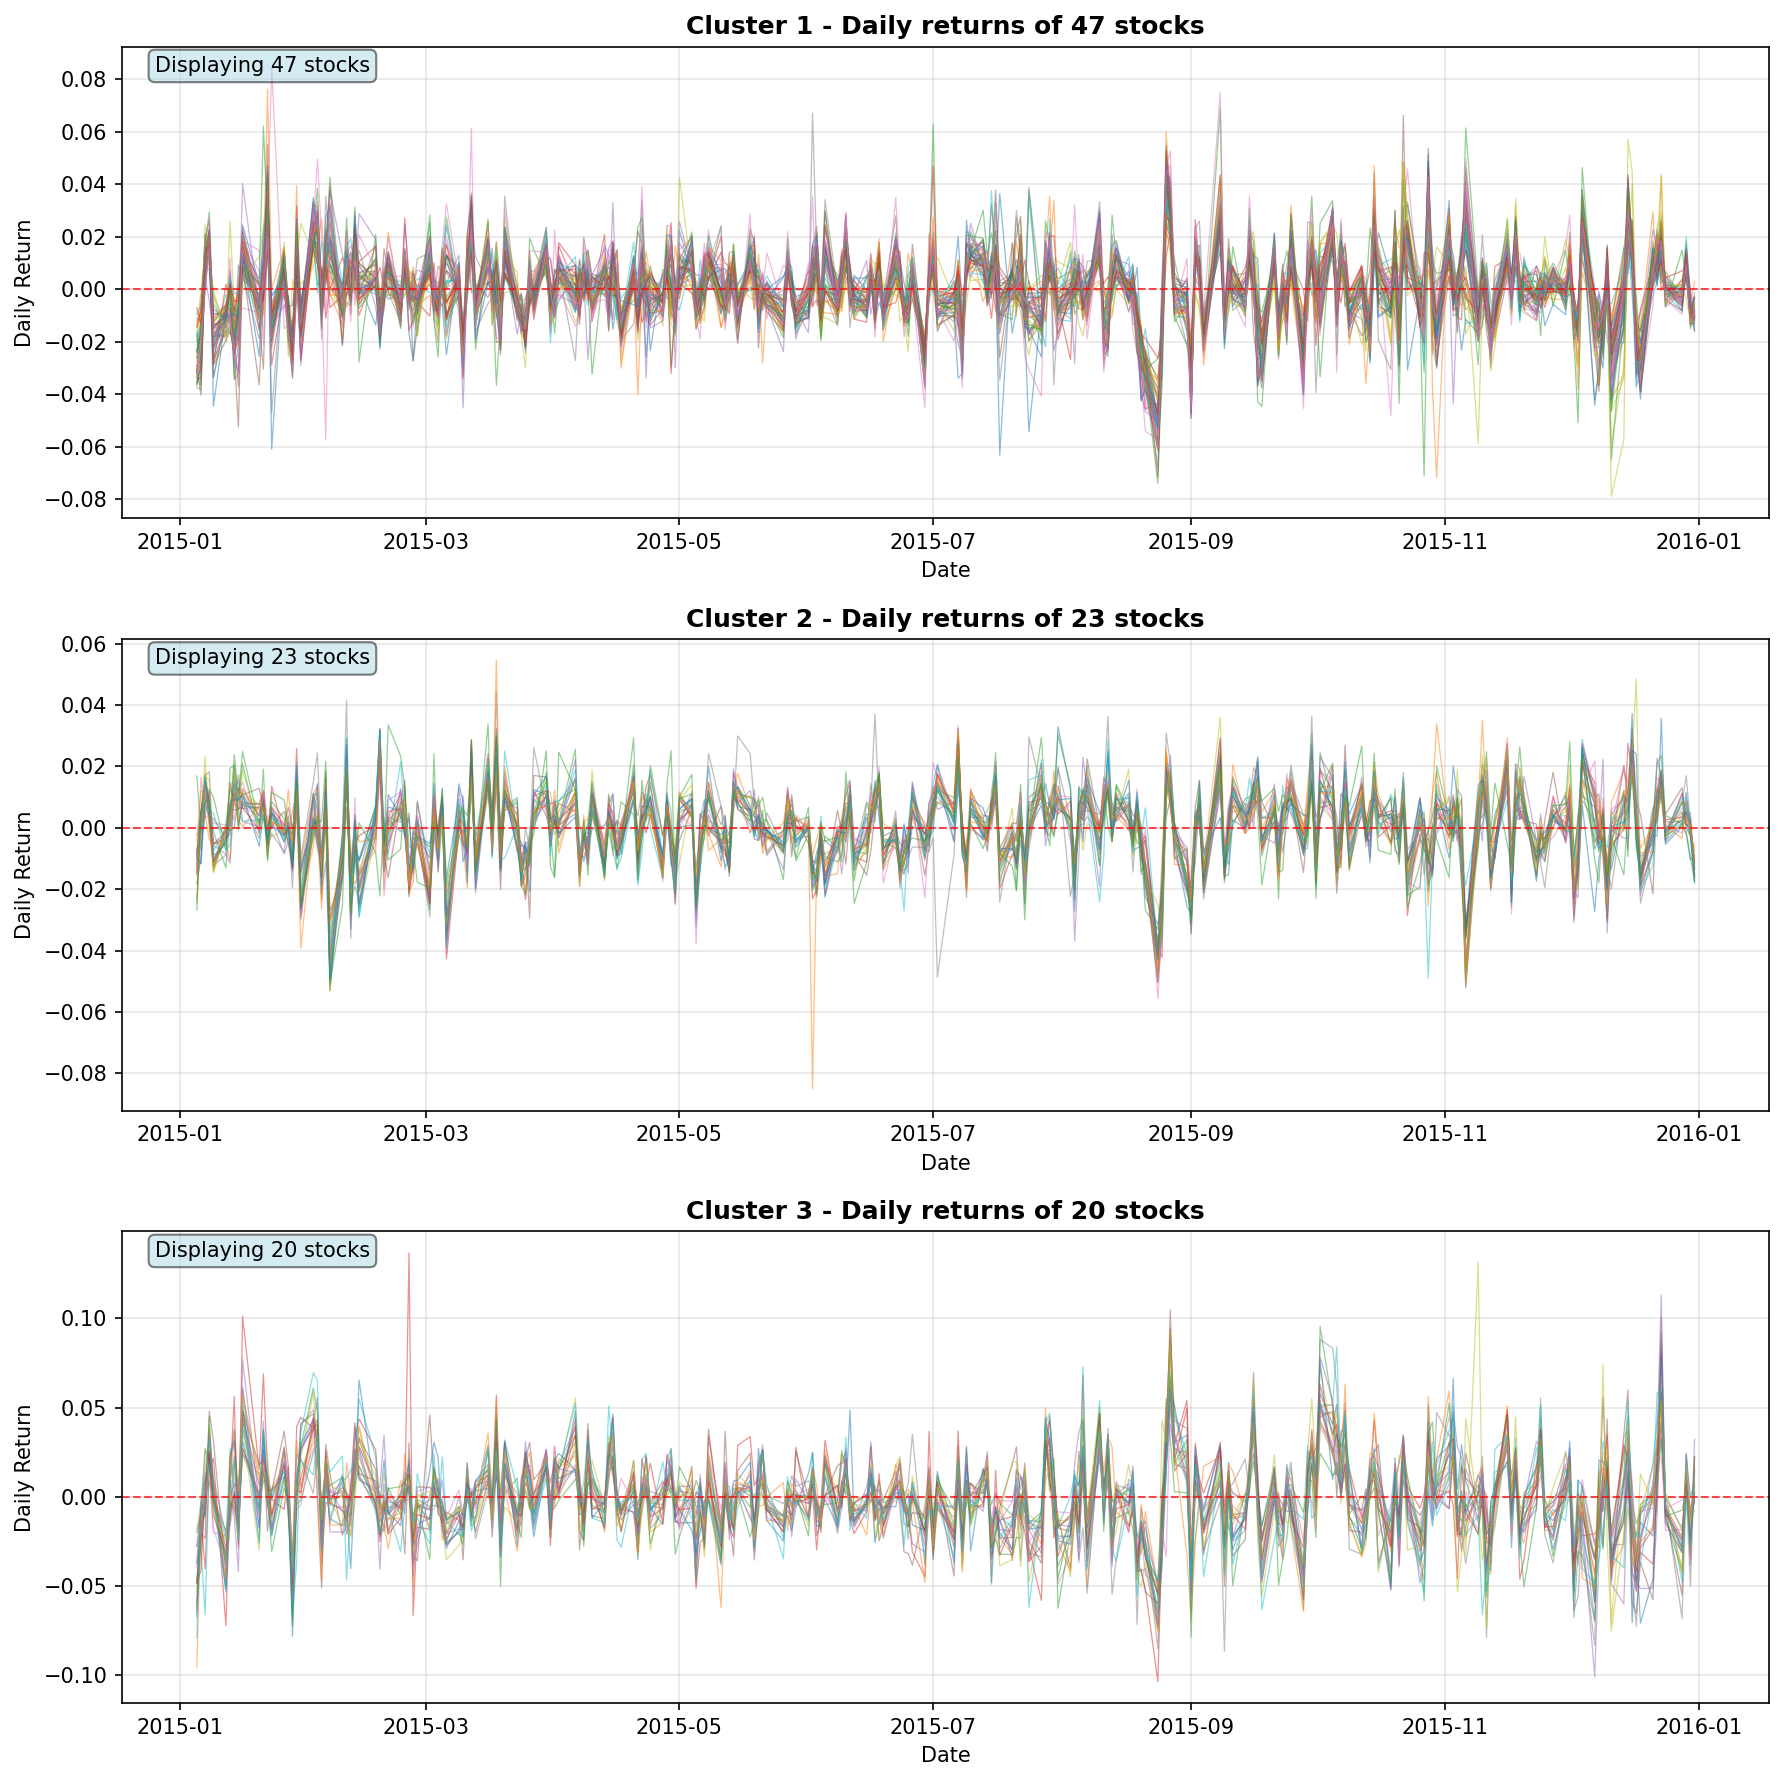 Cluster 1 - Daily returns of 47 stocks
Displaying 47 stocks
0.08
0.06
0.04
0.02
0.00
−0.02
−0.04
−0.06
−0.08
Daily Return
2015-01 2015-03 2015-05 2015-07 2015-09 2015-11 2016-01
Date
Cluster 2 - Daily returns of 23 stocks
Displaying 23 stocks
0.06
0.04
0.02
0.00
−0.02
−0.04
−0.06
−0.08
Daily Return
2015-01 2015-03 2015-05 2015-07 2015-09 2015-11 2016-01
Date
Cluster 3 - Daily returns of 20 stocks
Displaying 20 stocks
0.10
0.05
0.00
−0.05
−0.10
Daily Return
2015-01 2015-03 2015-05 2015-07 2015-09 2015-11 2016-01
Date